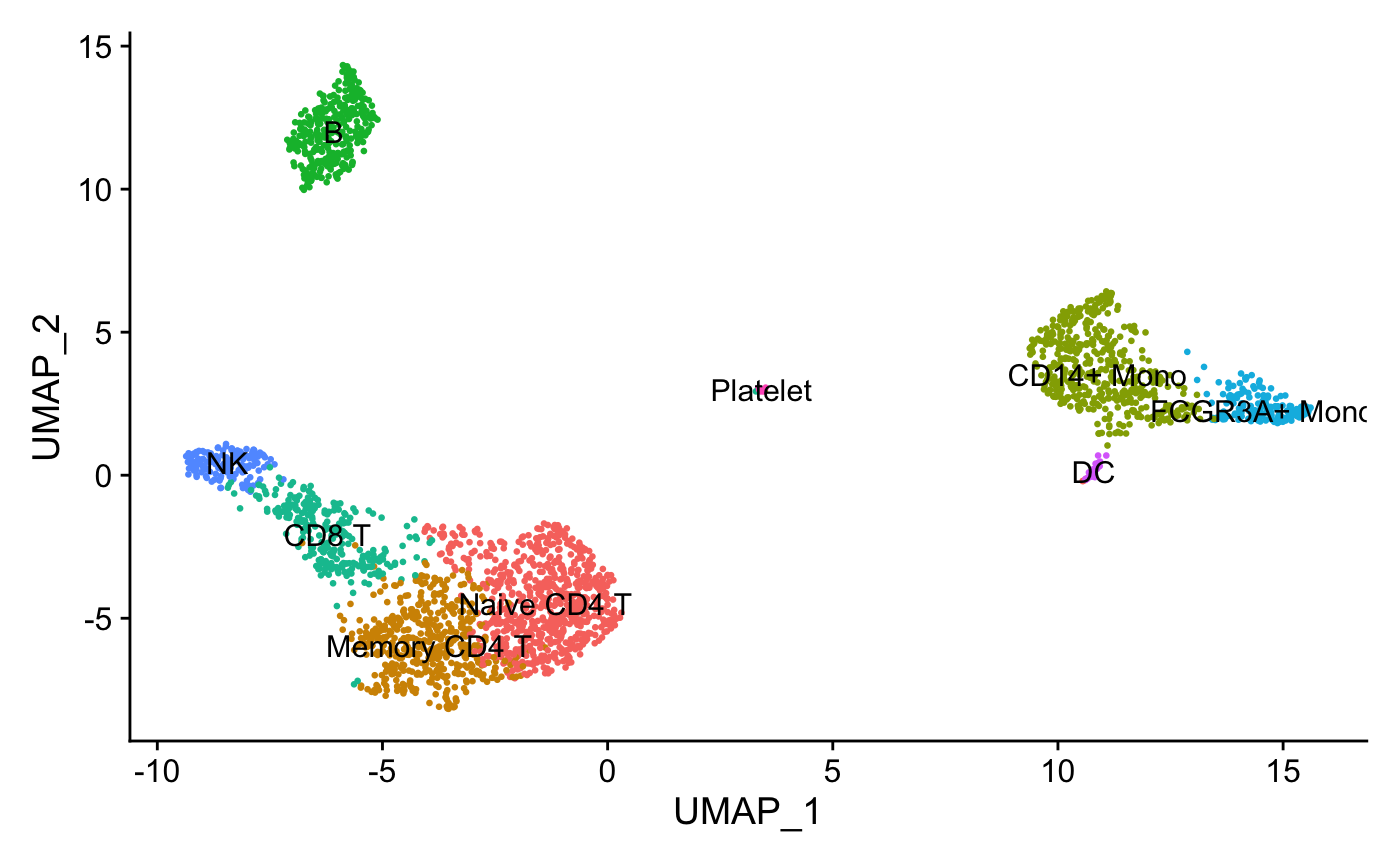 15
B
10
5
CD14+ Mono
Platelet
FCGR3A+ Mono
UMAP_2
NK
0
DC
CD8 T
Naive CD4 T
-5
Memory CD4 T
-10 -5 0 5 10 15
UMAP_1